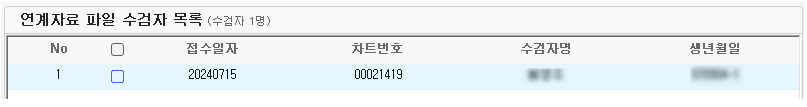 연계자료 파일 수검자 목록 (수검자 1명)
No 접수일자 차트번호 수검자명 생년월일
1 20240715 00021419